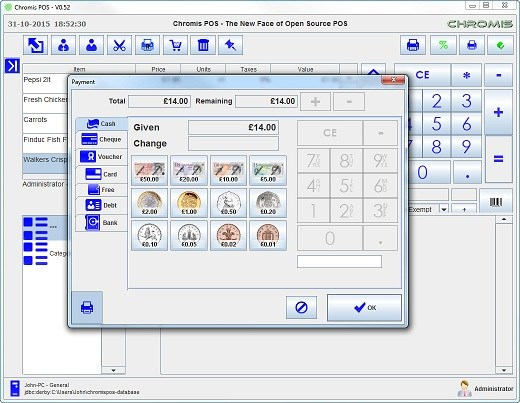 Chromis POS - V0.52
31-10-2015 18:52:30
Chromis POS - The New Face of Open Source POS
CHROMIS
Item Price Units Taxes Value
Pepsi 2lt
Fresh Chicken
Carrots
Finduc Fish F
Walkers Crisp
Administrator -
Payment
Total £14.00 Remaining £14.00 + -
Cash
Cheque
Voucher
Card
Free
Debt
Bank
Given £14.00
Change
£50.00 £20.00 £10.00 £5.00
£2.00 £1.00 £0.50 £0.20
£0.10 £0.05 £0.02 £0.01
CE -
7 8 9
4 5 6
1 2 3
0 .
OK
CE * -
2 3
5 6
8 9
+
=
.
Exempt +
---
Catego
John-PC - General
jdbc:derby:C:\Users\John\chromispos-database
Administrator